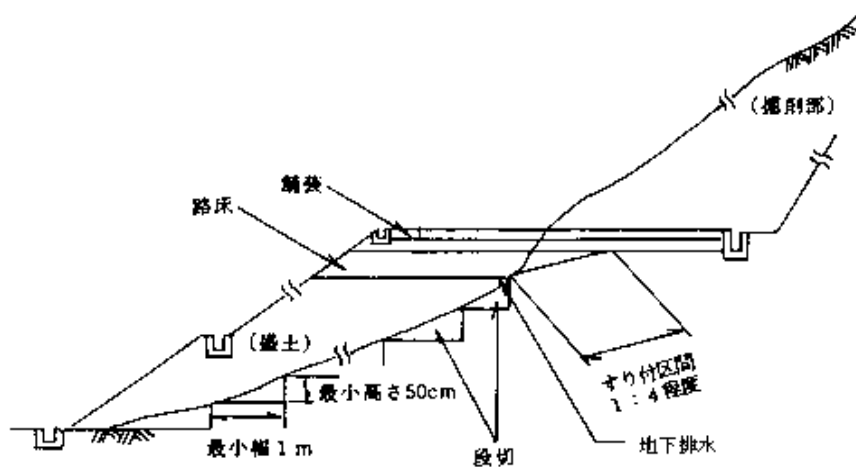 (掘削部)
舗装
路床
(盛土)
すり付区間
1:4程度
最小高さ50cm
最小幅1m
段切
地下排水